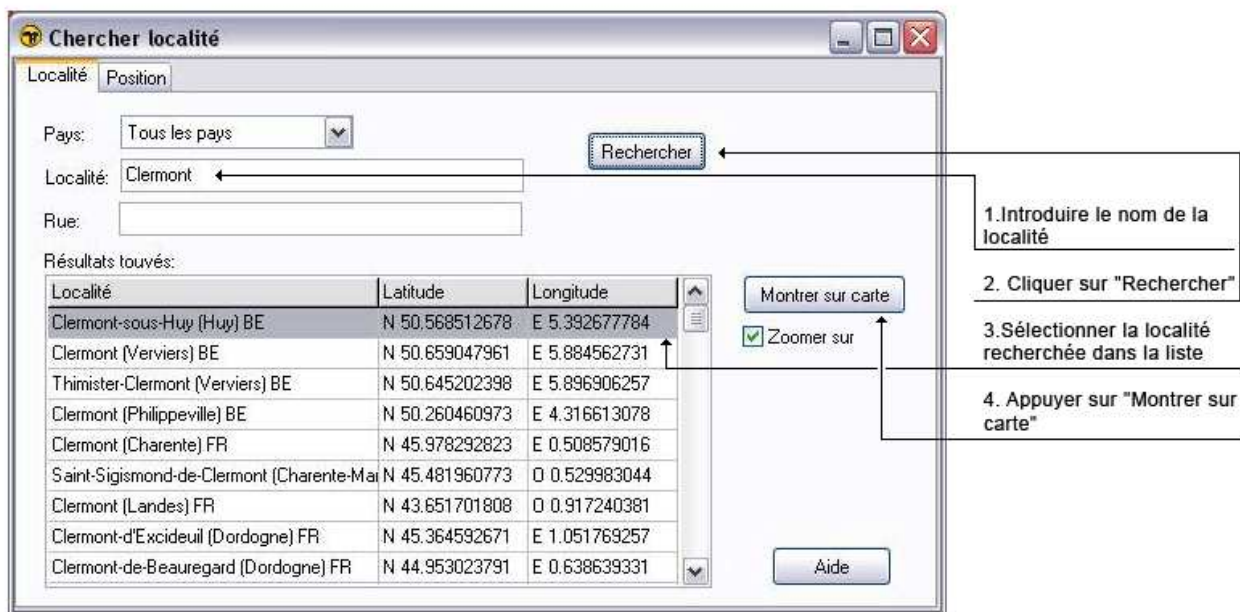 Chercher localité
Localité Position
Pays: Tous les pays
Rechercher
Localité: Clermont
Rue:
Résultats touvés:
Localité Latitude Longitude
Clermont-sous-Huy (Huy) BE N 50.568512678 E 5.392677784
Clermont (Verviers) BE N 50.659047961 E 5.884562731
Thimister-Clermont (Verviers) BE N 50.645202398 E 5.896906257
Clermont (Philippeville) BE N 50.260460973 E 4.316613078
Clermont (Charente) FR N 45.978292823 E 0.508579016
Saint-Sigismond-de-Clermont (Charente-Mar N 45.481960773 O 0.529983044
Clermont (Landes) FR N 43.651701808 O 0.917240381
Clermont-d'Excideuil (Dordogne) FR N 45.364592671 E 1.051769257
Clermont-de-Beauregard (Dordogne) FR N 44.953023791 E 0.638639331
Montrer sur carte
Zoomer sur
Aide
1.Introduire le nom de la
localité
2. Cliquer sur "Rechercher"
3.Sélectionner la localité
recherchée dans la liste
4. Appuyer sur "Montrer sur
carte"